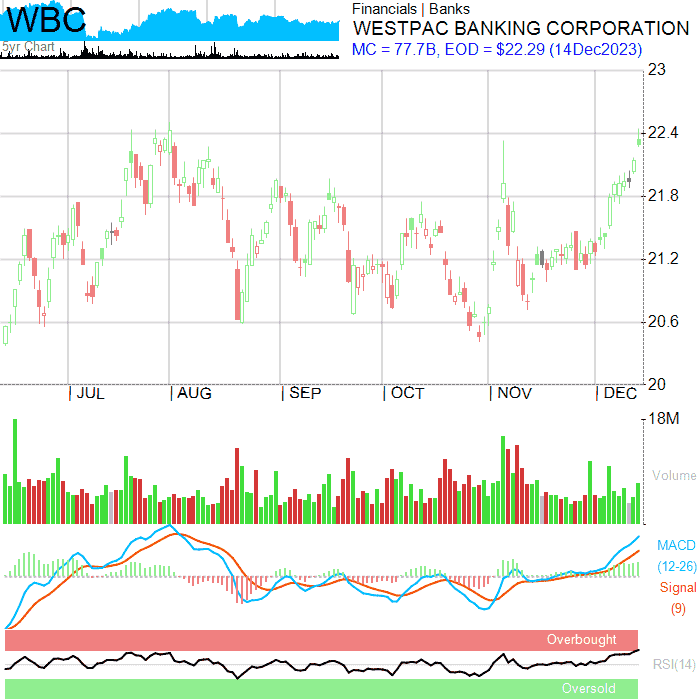 WBC
5yr Chart
Financials | Banks
WESTPAC BANKING CORPORATION
MC = 77.7B, EOD = $22.29 (14Dec2023)
23
22.4
21.8
21.2
20.6
20
JUL AUG SEP OCT NOV DEC
18M
Volume
MACD
(12-26)
Signal
(9)
Overbought
RSI(14)
Oversold